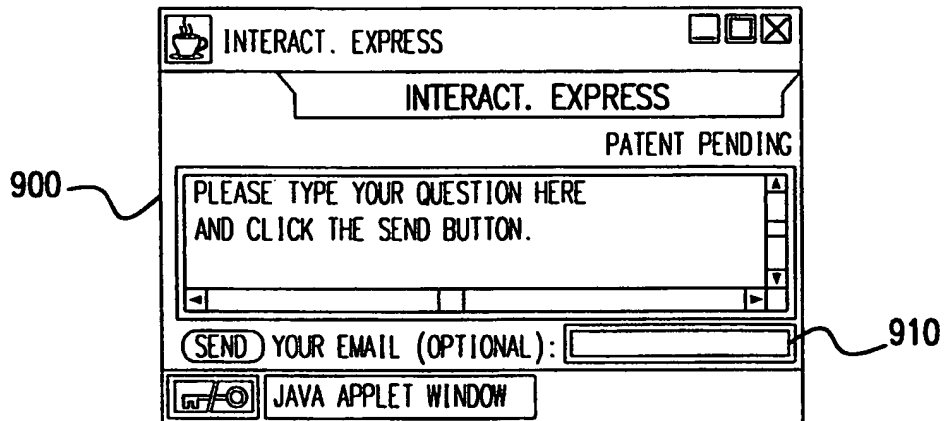 INTERACT. EXPRESS
INTERACT. EXPRESS
PATENT PENDING
900
PLEASE TYPE YOUR QUESTION HERE
AND CLICK THE SEND BUTTON.
SEND YOUR EMAIL (OPTIONAL):
910
JAVA APPLET WINDOW